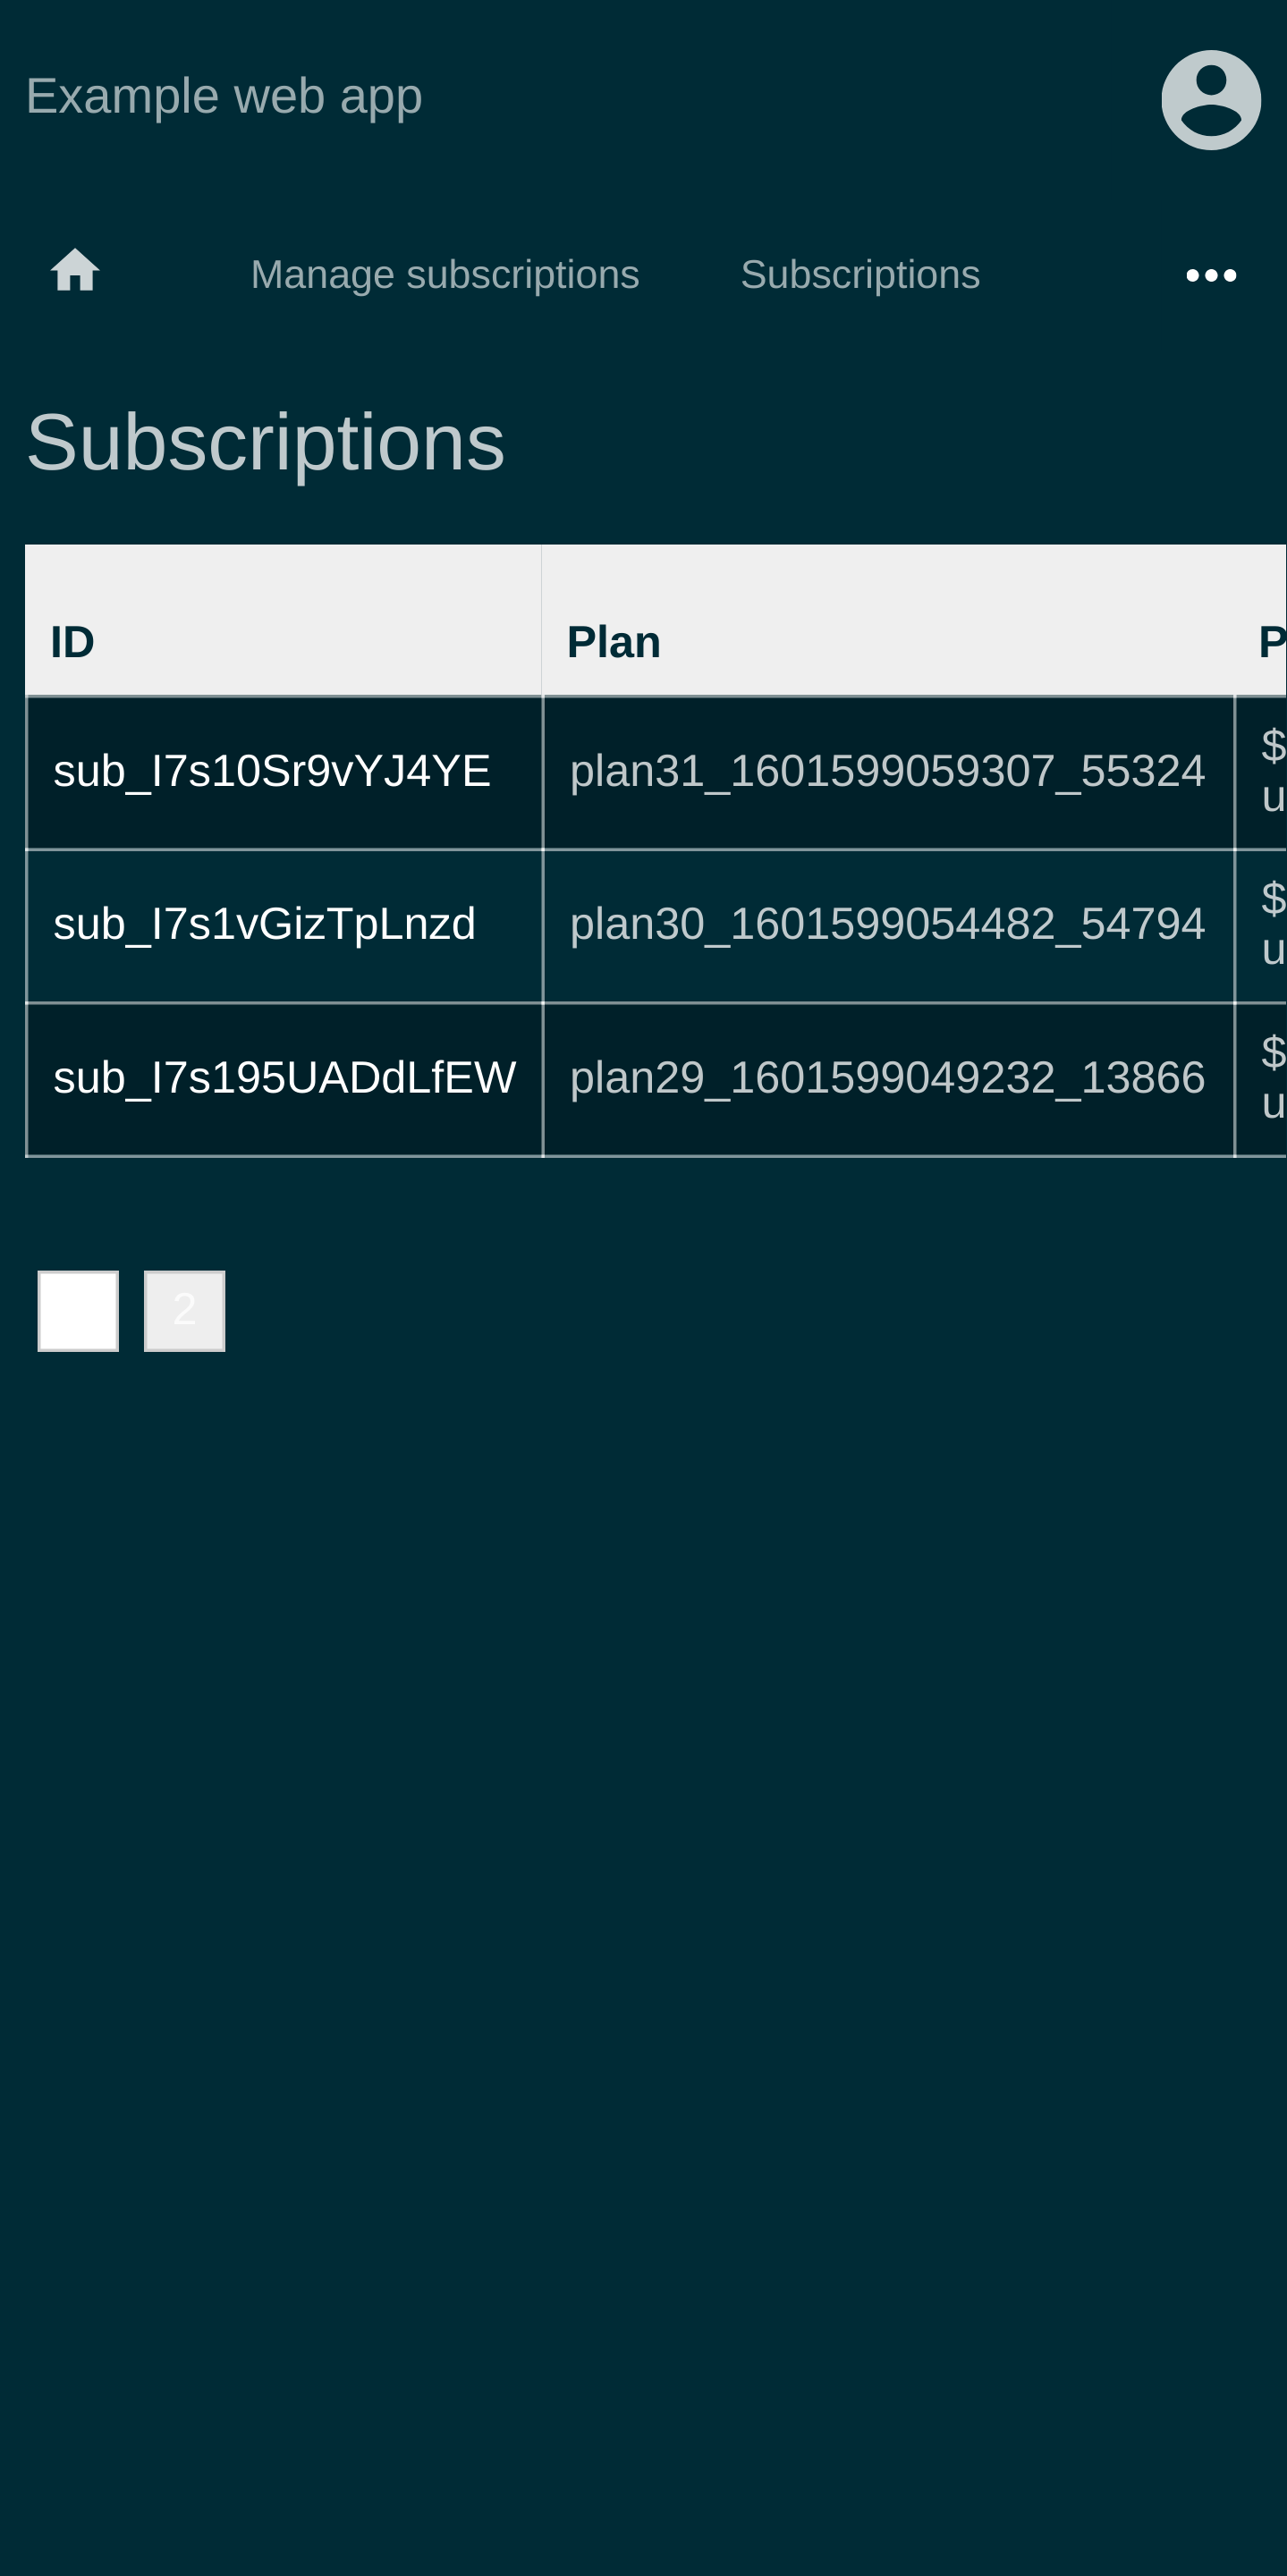 Example web app
Manage subscriptions Subscriptions
Subscriptions
ID Plan P
sub_I7s10Sr9vYJ4YE plan31_1601599059307_55324 $
u
sub_I7s1vGizTpLnzd plan30_1601599054482_54794 $
u
sub_I7s195UADdLfEW plan29_1601599049232_13866 $
u
2